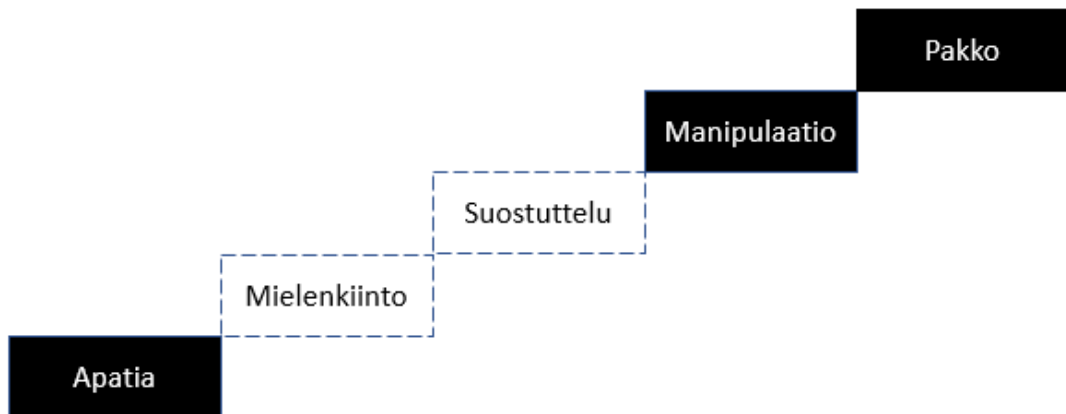 Pakko
Manipulaatio
Suostuttelu
Mielenkiinto
Apatia